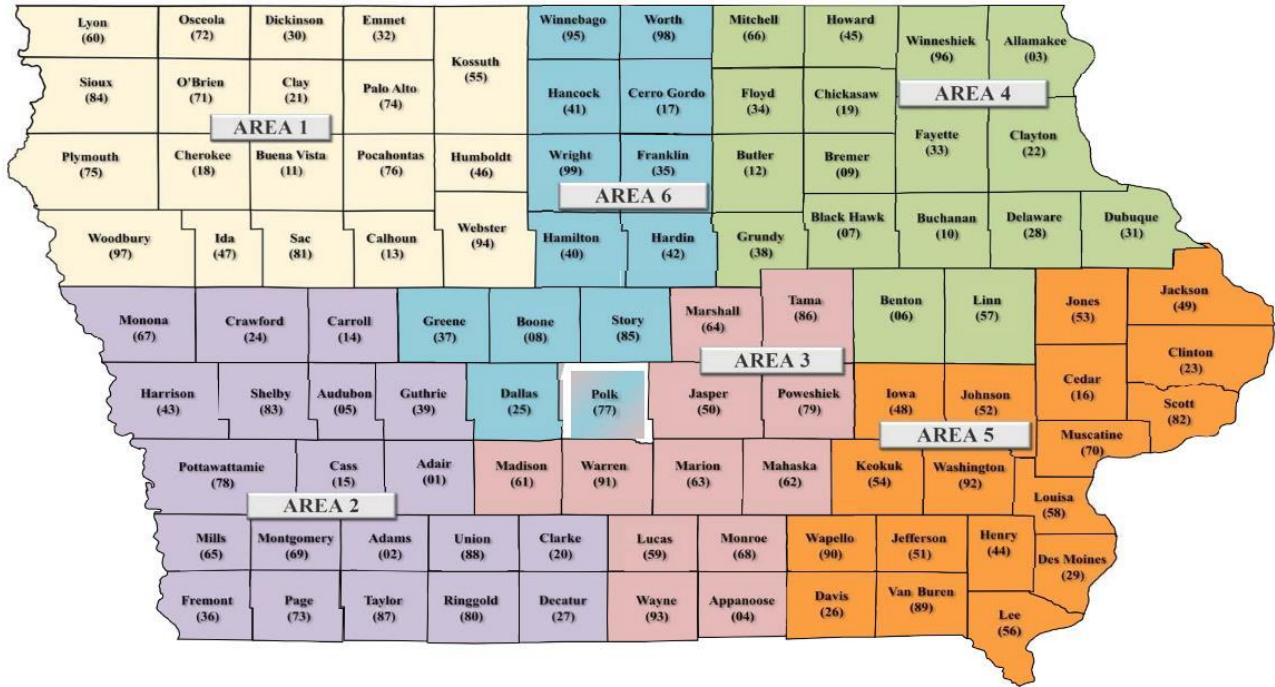 Lyon
(60)
Osceola
(72)
Dickinson
(30)
Emmet
(32)
Kossuth
(55)
Winnebago
(95)
Worth
(98)
Mitchell
(66)
Howard
(45)
Winneshiek
(96)
Allamakee
(03)
Sioux
(84)
O'Brien
(71)
Clay
(21)
Palo Alto
(74)
Hancock
(41)
Cerro Gordo
(17)
Floyd
(34)
Chickasaw
(19)
AREA 4
AREA 1
Fayette
(33)
Clayton
(22)
Plymouth
(75)
Cherokee
(18)
Buena Vista
(11)
Pocahontas
(76)
Humboldt
(46)
Wright
(99)
Franklin
(35)
Butler
(12)
Bremer
(09)
AREA 6
Woodbury
(97)
Ida
(47)
Sac
(81)
Calhoun
(13)
Webster
(94)
Hamilton
(40)
Hardin
(42)
Grundy
(38)
Black Hawk
(07)
Buchanan
(10)
Delaware
(28)
Dubuque
(31)
Monona
(67)
Crawford
(24)
Carroll
(14)
Greene
(37)
Boone
(08)
Story
(85)
Marshall
(64)
Tama
(86)
Benton
(06)
Linn
(57)
Jones
(53)
Jackson
(49)
AREA 3
Clinton
(23)
Harrison
(43)
Shelby
(83)
Audubon
(05)
Guthrie
(39)
Dallas
(25)
Polk
(77)
Jasper
(50)
Poweshiek
(79)
Iowa
(48)
Johnson
(52)
Cedar
(16)
Scott
(82)
AREA 5
Muscatine
(70)
Pottawattamie
(78)
Cass
(15)
Adair
(01)
Madison
(61)
Warren
(91)
Marion
(63)
Mahaska
(62)
Keokuk
(54)
Washington
(92)
Louisa
(58)
AREA 2
Mills
(65)
Montgomery
(69)
Adams
(02)
Union
(88)
Clarke
(20)
Lucas
(59)
Monroe
(68)
Wapello
(90)
Jefferson
(51)
Henry
(44)
Des Moines
(29)
Fremont
(36)
Page
(73)
Taylor
(87)
Ringgold
(80)
Decatur
(27)
Wayne
(93)
Appanoose
(04)
Davis
(26)
Van Buren
(89)
Lee
(56)